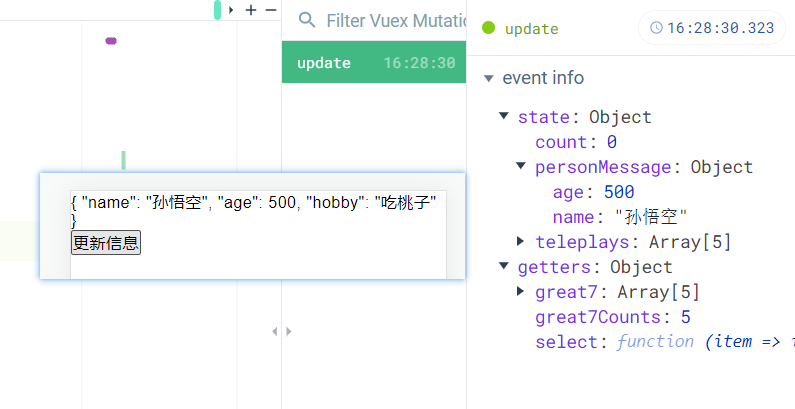 Filter Vuex Mutatio
update 16:28:30
{ "name": "孙悟空", "age": 500, "hobby": "吃桃子"
}
更新信息
update 16:28:30.323
event info
state: Object
count: 0
personMessage: Object
age: 500
name: "孙悟空"
teleplays: Array[5]
getters: Object
great7: Array[5]
great7Counts: 5
select: function (item =>